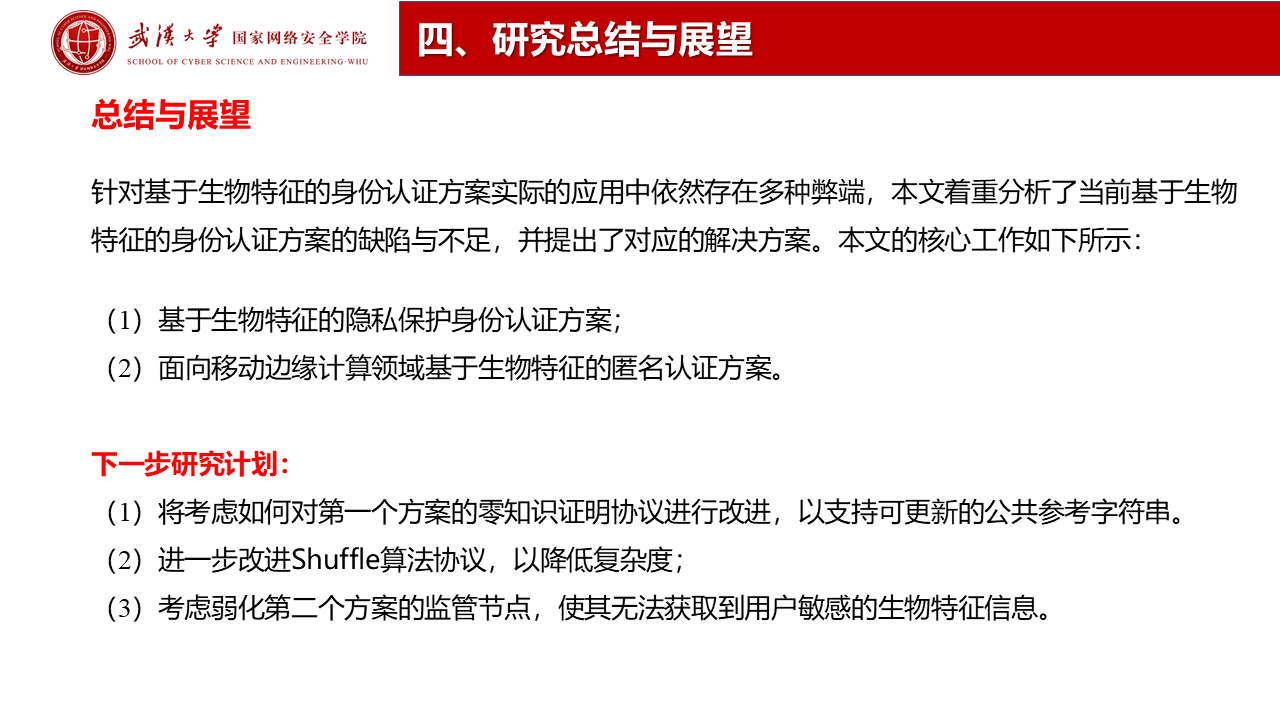 武汉大学 国家网络安全学院
SCHOOL OF CYBER SCIENCE AND ENGINEERING·WHU
四、研究总结与展望
总结与展望
针对基于生物特征的身份认证方案实际的应用中依然存在多种弊端，本文着重分析了当前基于生物
特征的身份认证方案的缺陷与不足，并提出了对应的解决方案。本文的核心工作如下所示：
（1）基于生物特征的隐私保护身份认证方案；
（2）面向移动边缘计算领域基于生物特征的匿名认证方案。
下一步研究计划：
（1）将考虑如何对第一个方案的零知识证明协议进行改进，以支持可更新的公共参考字符串。
（2）进一步改进Shuffle算法协议，以降低复杂度；
（3）考虑弱化第二个方案的监管节点，使其无法获取到用户敏感的生物特征信息。